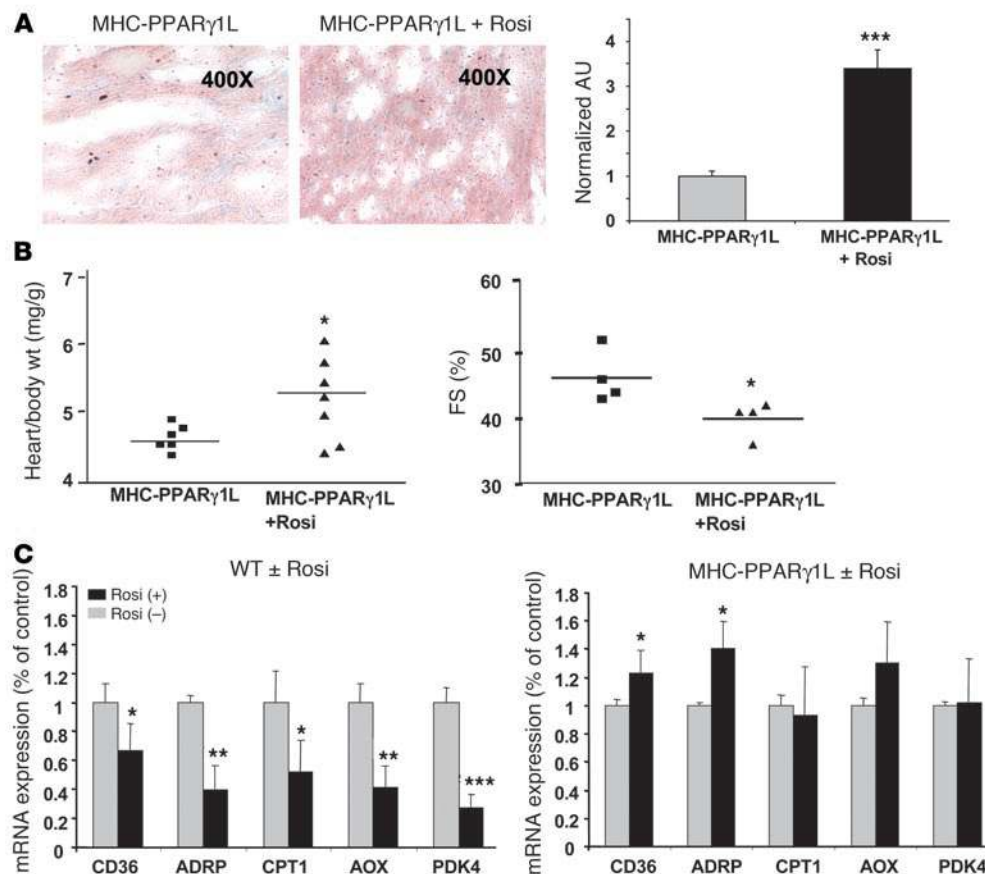 A
MHC-PPARγ1L
MHC-PPARγ1L + Rosi
400X
400X
Normalized AU
4
3
2
1
0
MHC-PPARγ1L
MHC-PPARγ1L
+ Rosi
***
B
Heart/body wt (mg/g)
7
6
5
4
*
MHC-PPARγ1L
MHC-PPARγ1L
+Rosi
FS (%)
60
50
40
30
*
MHC-PPARγ1L
MHC-PPARγ1L
+Rosi
C
WT ± Rosi
mRNA expression (% of control)
1.8
1.6
1.4
1.2
1
0.8
0.6
0.4
0.2
0
Rosi (+)
Rosi (–)
*
**
*
**
***
CD36 ADRP CPT1 AOX PDK4
MHC-PPARγ1L ± Rosi
mRNA expression (% of control)
1.8
1.6
1.4
1.2
1
0.8
0.6
0.4
0.2
0
*
*
CD36 ADRP CPT1 AOX PDK4